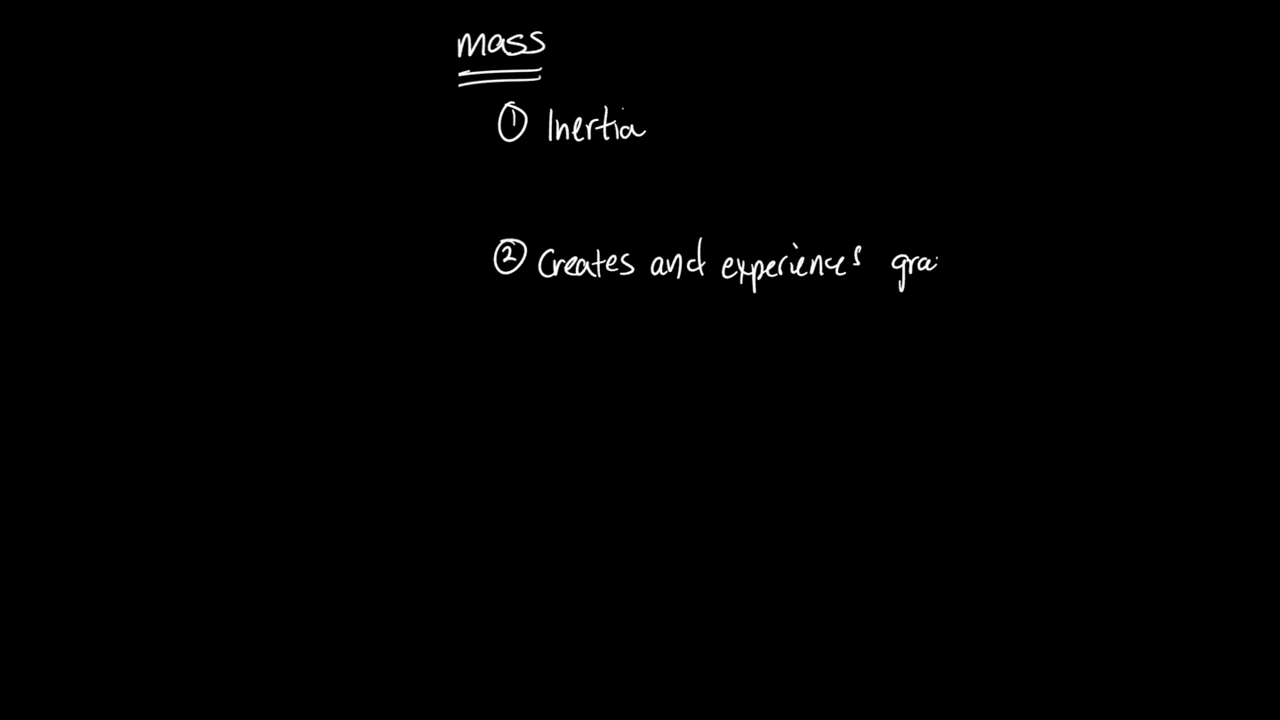 mass
① Inertia
② Creates and experiences gra